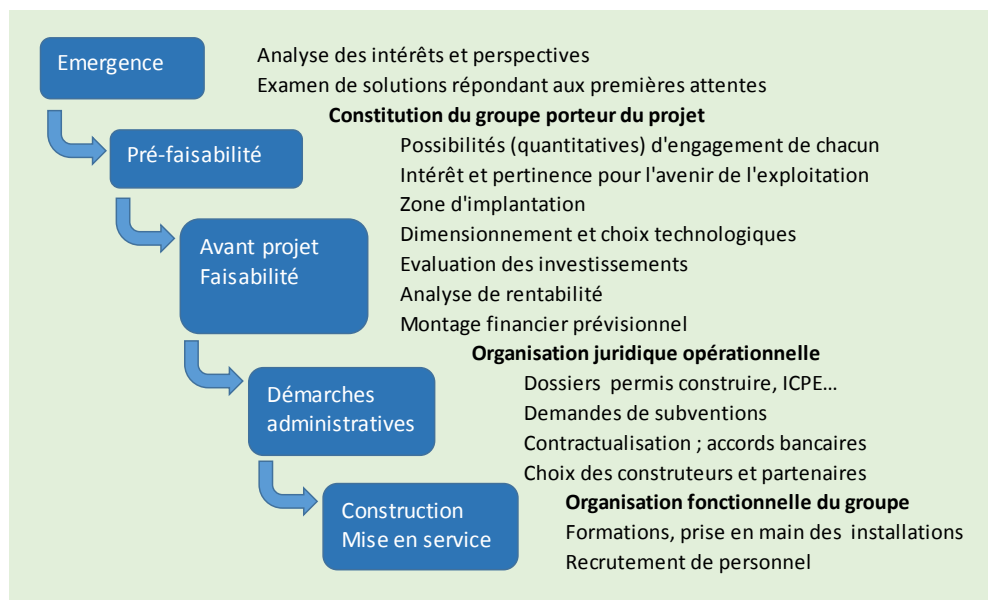 Emergence
Analyse des intérêts et perspectives
Examen de solutions répondant aux premières attentes
Constitution du groupe porteur du projet
Pré-faisabilité
Possibilités (quantitatives) d'engagement de chacun
Intérêt et pertinence pour l'avenir de l'exploitation
Zone d'implantation
Avant projet
Faisabilité
Dimensionnement et choix technologiques
Evaluation des investissements
Analyse de rentabilité
Montage financier prévisionnel
Organisation juridique opérationnelle
Démarches
administratives
Dossiers permis construire, ICPE...
Demandes de subventions
Contractualisation ; accords bancaires
Choix des construteurs et partenaires
Organisation fonctionnelle du groupe
Construction
Mise en service
Formations, prise en main des installations
Recrutement de personnel